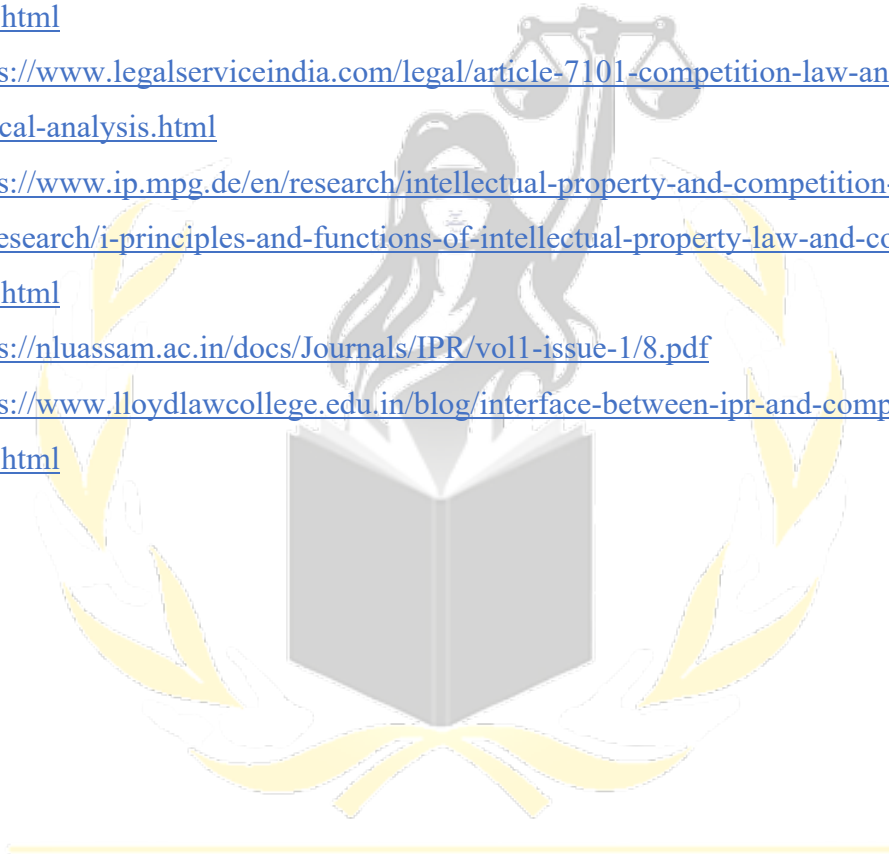 html
s://www.legalserviceindia.com/legal/article-7101-competition-law-an
cal-analysis.html
s://www.ip.mpg.de/en/research/intellectual-property-and-competition-
esearch/i-principles-and-functions-of-intellectual-property-law-and-co
html
s://nluassam.ac.in/docs/Journals/IPR/vol1-issue-1/8.pdf
s://www.lloydlawcollege.edu.in/blog/interface-between-ipr-and-comp
html